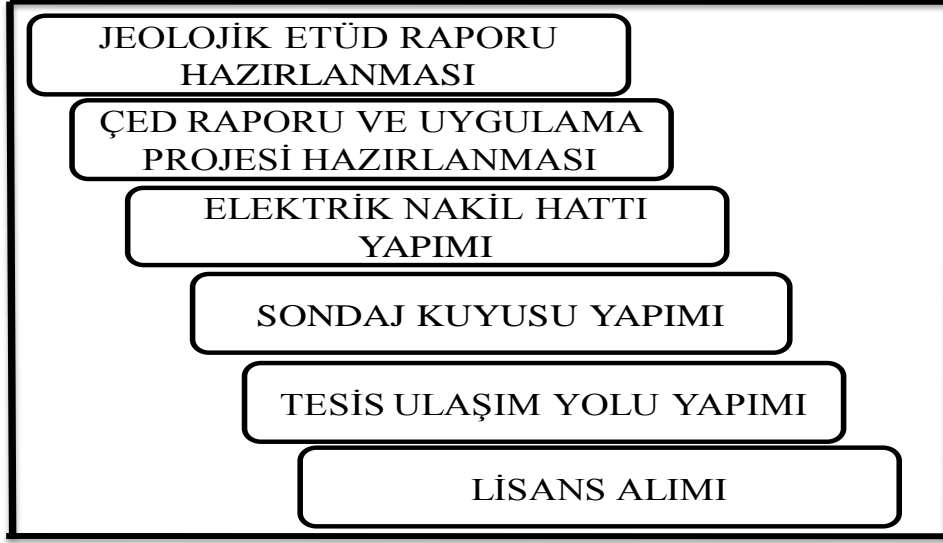 JEOLOJİK ETÜD RAPORU
HAZIRLANMASI
ÇED RAPORU VE UYGULAMA
PROJESİ HAZIRLANMASI
ELEKTRİK NAKİL HATTI
YAPIMI
SONDAJ KUYUSU YAPIMI
TESİS ULAŞIM YOLU YAPIMI
LİSANS ALIMI